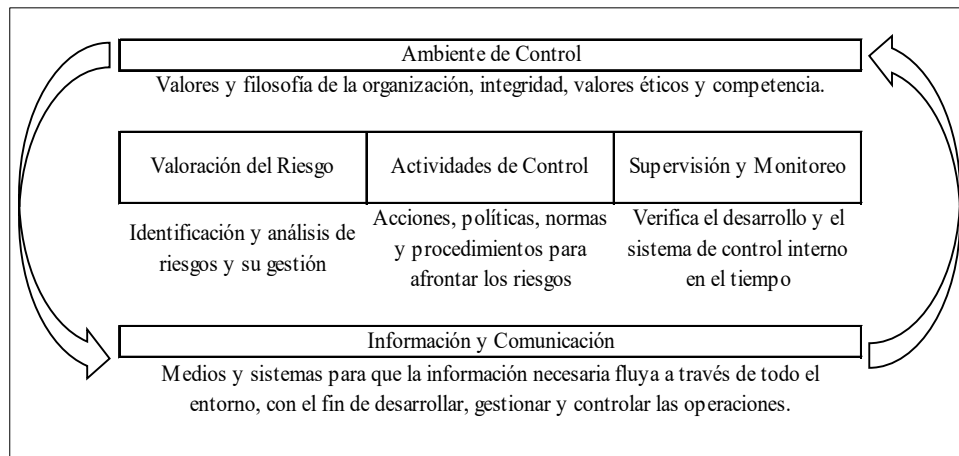 Ambiente de Control
Valores y filosofía de la organización, integridad, valores éticos y competencia.
Valoración del Riesgo
Actividades de Control
Supervisión y Monitoreo
Identificación y análisis de
riesgos y su gestión
Acciones, políticas, normas
y procedimientos para
afrontar los riesgos
Verifica el desarrollo y el
sistema de control interno
en el tiempo
Información y Comunicación
Medios y sistemas para que la información necesaria fluya a través de todo el
entorno, con el fin de desarrollar, gestionar y controlar las operaciones.